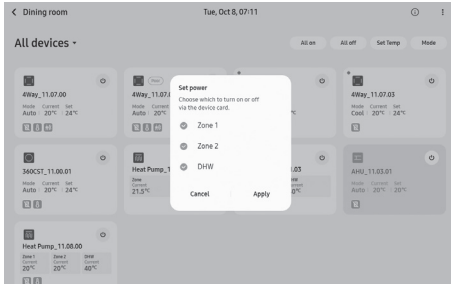 Dining room
Tue, Oct 8, 07:11
All devices
All on
All off
Set Temp
Mode
4Way_11.07.00
Mode Current Set
Auto 20°C 24°C
4Way_11.07.0
Mode Current
Auto 20°C
°C
4Way_11.07.03
Mode Current Set
Cool 20°C 24°C
360CST_11.00.01
Mode Current Set
Auto 20°C 24°C
Heat Pump_1
Zone
Current
21.5°C
.03
Current
AHU_11.03.01
Mode Current Set
Auto 20°C 24°C
Heat Pump_11.08.00
Zone 1 Zone 2 DHW
Current Current Current
20°C 20°C 40°C
Set power
Choose which to turn on or off
via the device card.
Zone 1
Zone 2
DHW
Cancel
Apply